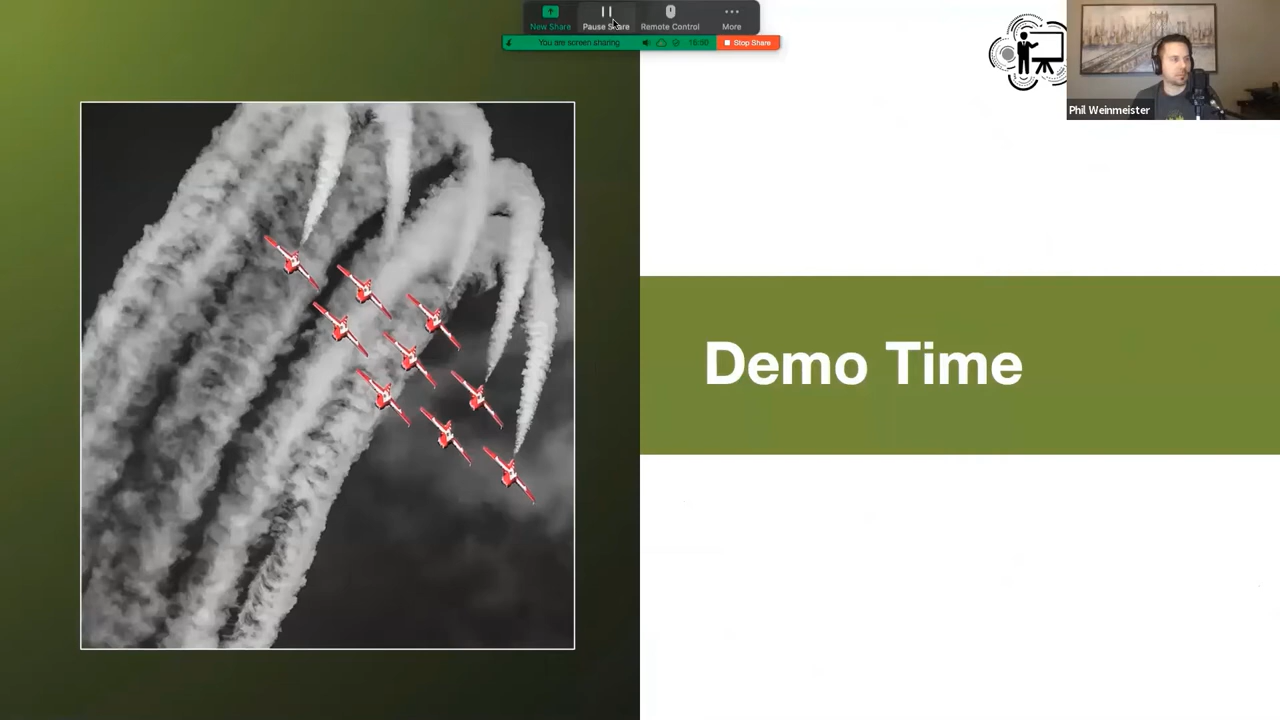 New Share
Pause Share
Remote Control
More
You are screen sharing
Stop Share
Phil Weinmeister
Demo Time